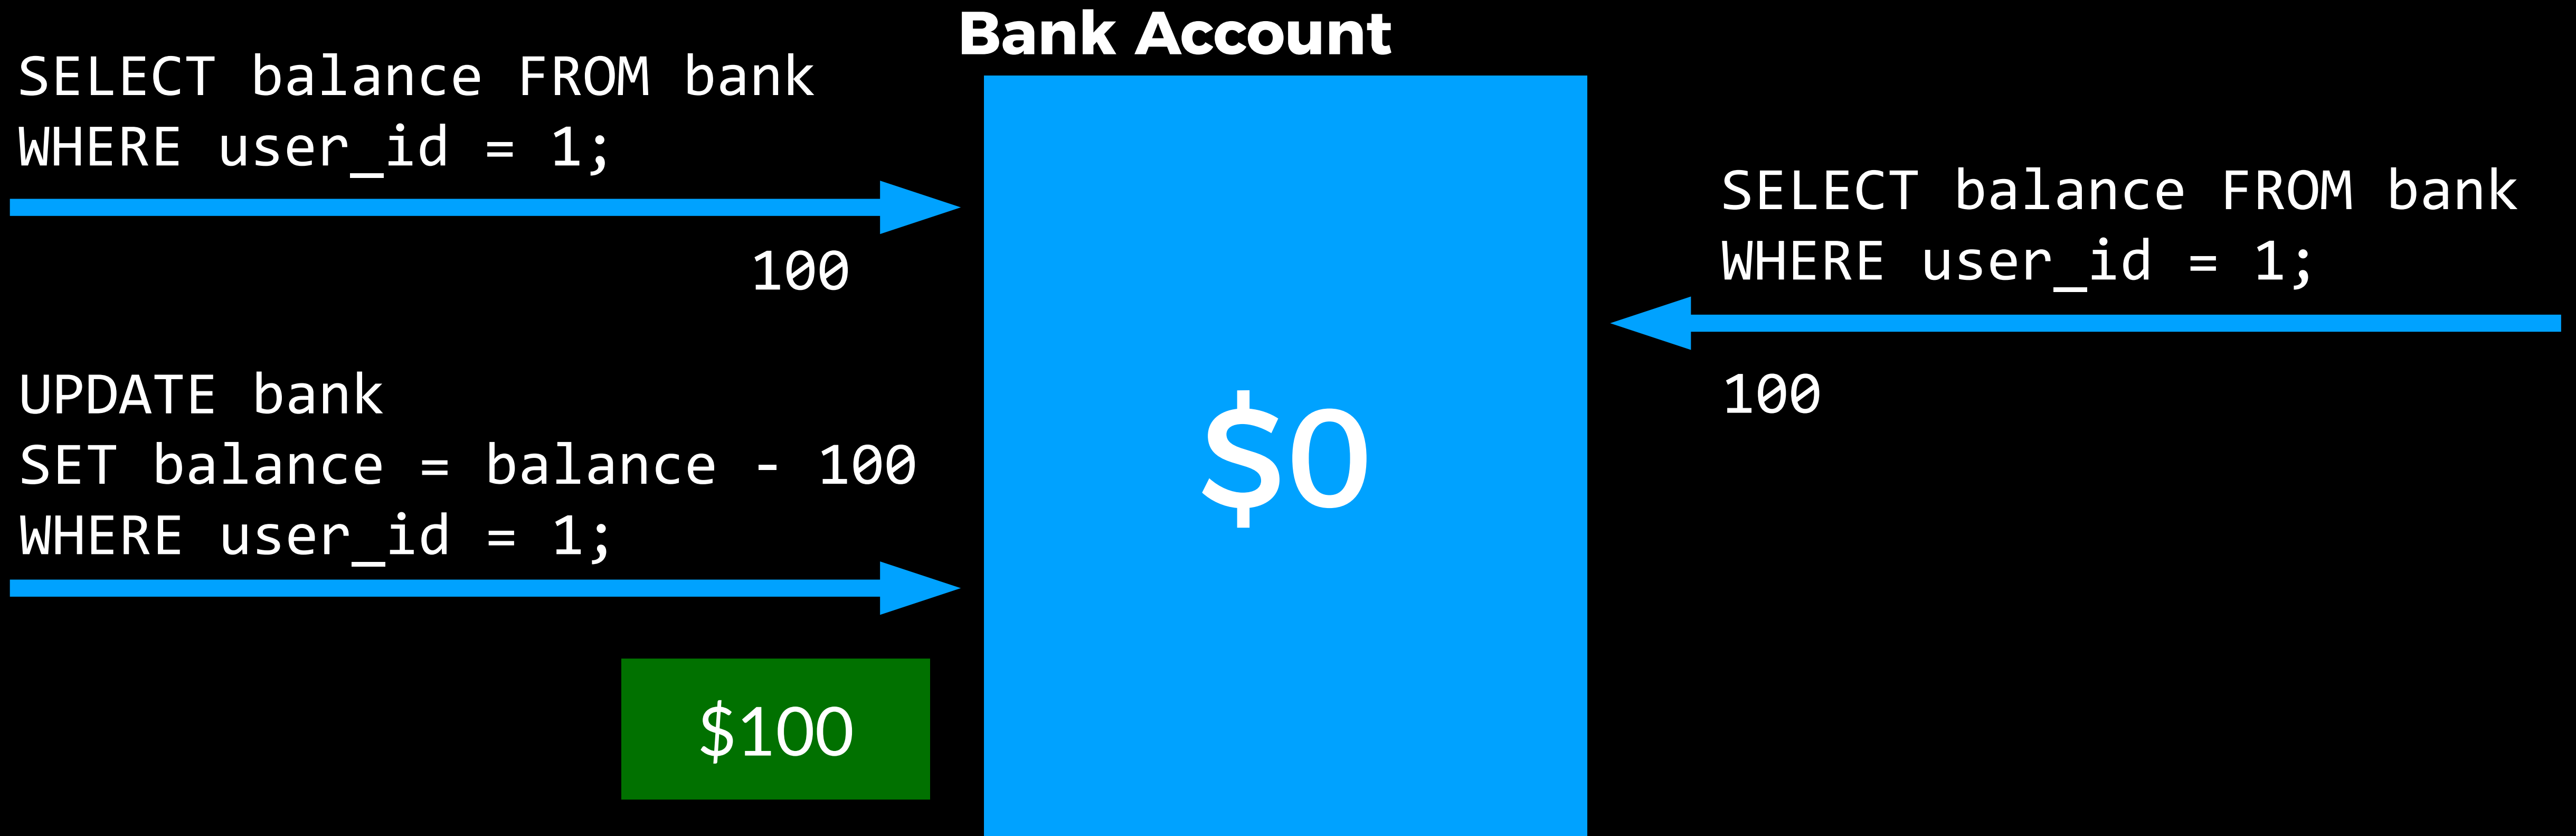 Bank Account
SELECT balance FROM bank
WHERE user_id = 1;
100
UPDATE bank
SET balance = balance - 100
WHERE user_id = 1;
$100
$0
SELECT balance FROM bank
WHERE user_id = 1;
100